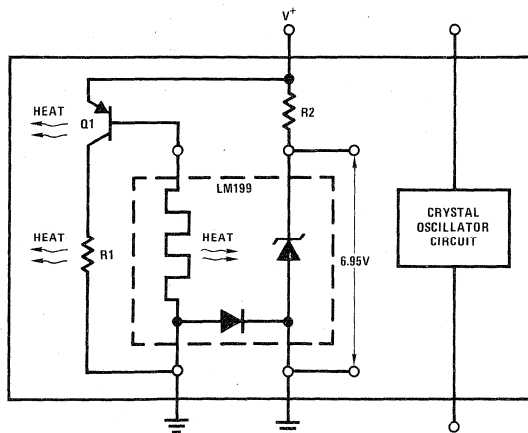 V+
HEAT
Q1
R2
LM199
HEAT
R1
HEAT
6.95V
CRYSTAL
OSCILLATOR
CIRCUIT